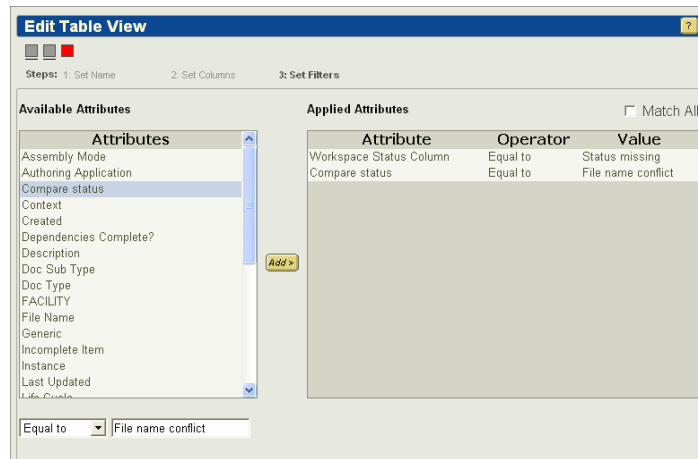 Edit Table View
?
Steps: 1: Set Name 2: Set Columns 3: Set Filters
Available Attributes
Applied Attributes
Match All
Attributes
Assembly Mode
Authoring Application
Compare status
Context
Created
Dependencies Complete?
Description
Doc Sub Type
Doc Type
FACILITY
File Name
Generic
Incomplete Item
Instance
Last Updated
Life Cycle
Add »
Attribute Operator Value
Workspace Status Column Equal to Status missing
Compare status Equal to File name conflict
Equal to File name conflict